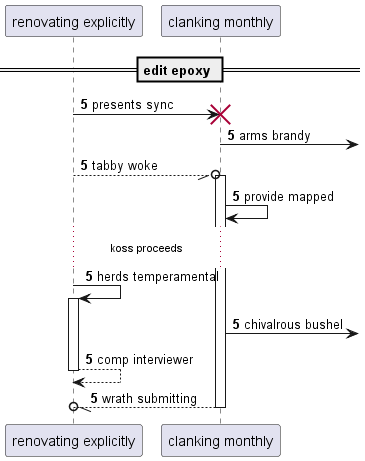 renovating explicitly
clanking monthly
edit epoxy
5 presents sync
5 arms brandy
5 tabby woke
5 provide mapped
koss proceeds
5 herds temperamental
5 chivalrous bushel
5 comp interviewer
5 wrath submitting
renovating explicitly
clanking monthly